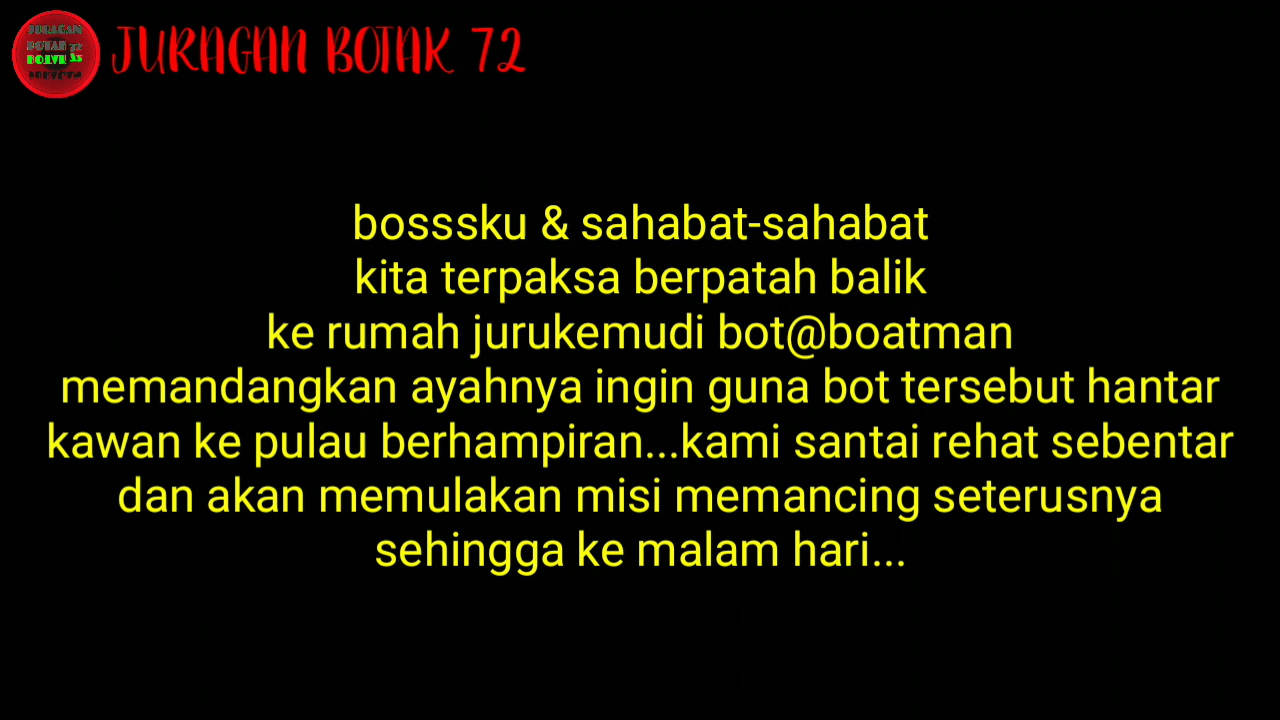 JURAGAN BOTAK 72
bosssku & sahabat-sahabat
kita terpaksa berpatah balik
ke rumah jurukemudi bot@boatman
memandangkan ayahnya ingin guna bot tersebut hantar
kawan ke pulau berhampiran...kami santai rehat sebentar
dan akan memulakan misi memancing seterusnya
sehingga ke malam hari...